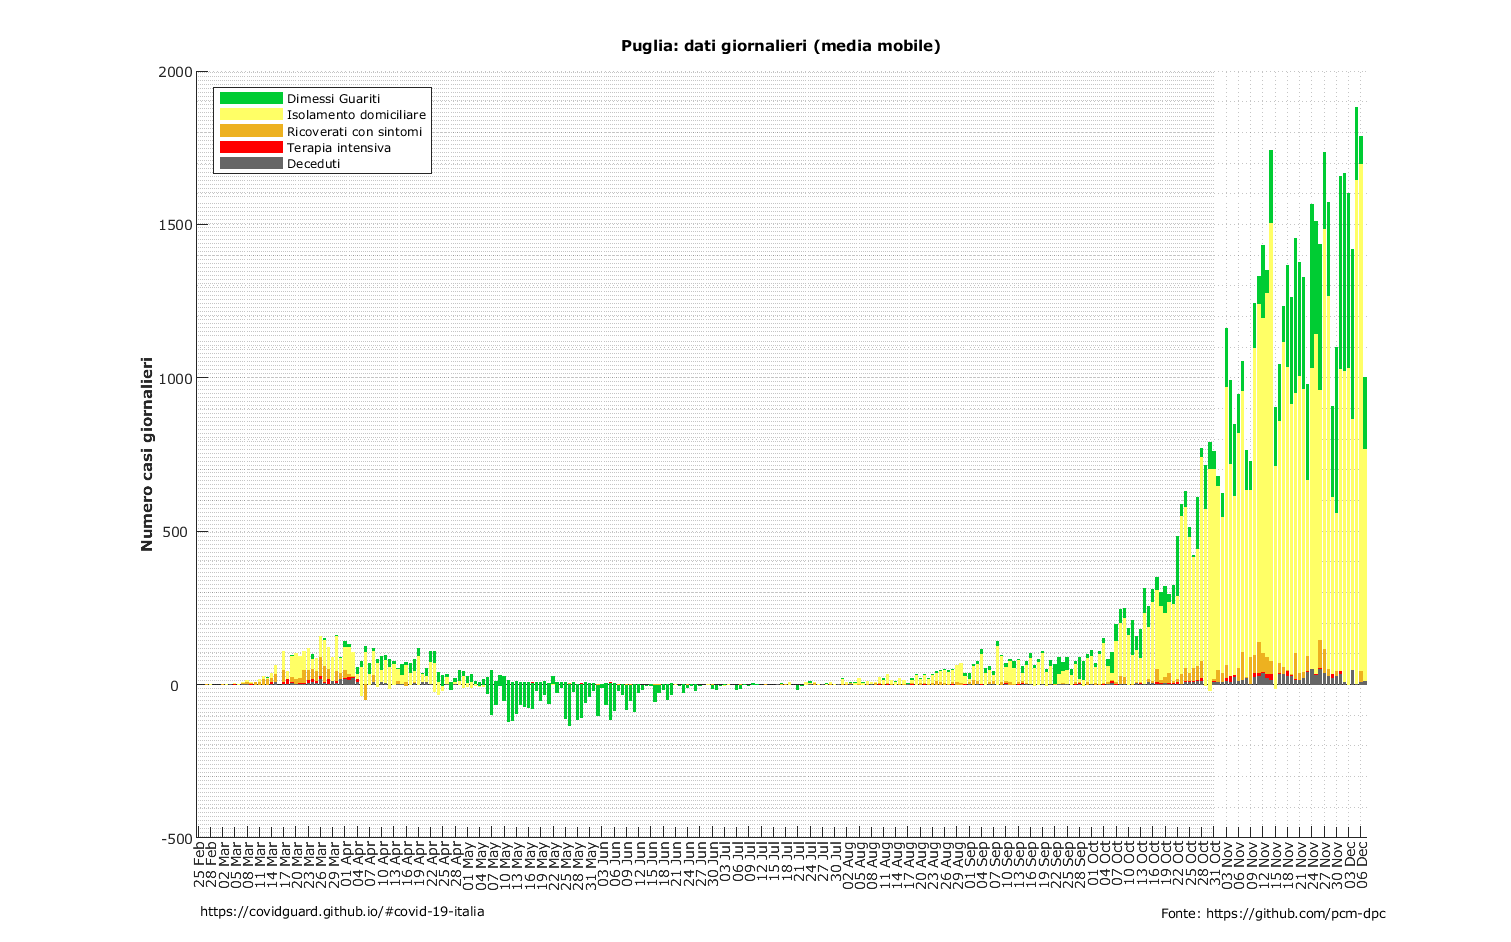 Puglia: dati giornalieri (media mobile)
2000
1500
1000
500
0
-500
Numero casi giornalieri
Dimessi Guariti
Isolamento domiciliare
Ricoverati con sintomi
Terapia intensiva
Deceduti
25 Feb
28 Feb
02 Mar
05 Mar
08 Mar
11 Mar
14 Mar
17 Mar
20 Mar
23 Mar
26 Mar
29 Mar
01 Apr
04 Apr
07 Apr
10 Apr
13 Apr
16 Apr
19 Apr
22 Apr
25 Apr
28 Apr
01 May
04 May
07 May
10 May
13 May
16 May
19 May
22 May
25 May
28 May
31 May
03 Jun
06 Jun
09 Jun
12 Jun
15 Jun
18 Jun
21 Jun
24 Jun
27 Jun
30 Jun
03 Jul
06 Jul
09 Jul
12 Jul
15 Jul
18 Jul
21 Jul
24 Jul
27 Jul
30 Jul
02 Aug
05 Aug
08 Aug
11 Aug
14 Aug
17 Aug
20 Aug
23 Aug
26 Aug
29 Aug
01 Sep
04 Sep
07 Sep
10 Sep
13 Sep
16 Sep
19 Sep
22 Sep
25 Sep
28 Sep
01 Oct
04 Oct
07 Oct
10 Oct
13 Oct
16 Oct
19 Oct
22 Oct
25 Oct
28 Oct
31 Oct
03 Nov
06 Nov
09 Nov
12 Nov
15 Nov
18 Nov
21 Nov
24 Nov
27 Nov
30 Nov
03 Dec
06 Dec
https://covidguard.github.io/#covid-19-italia
Fonte: https://github.com/pcm-dpc